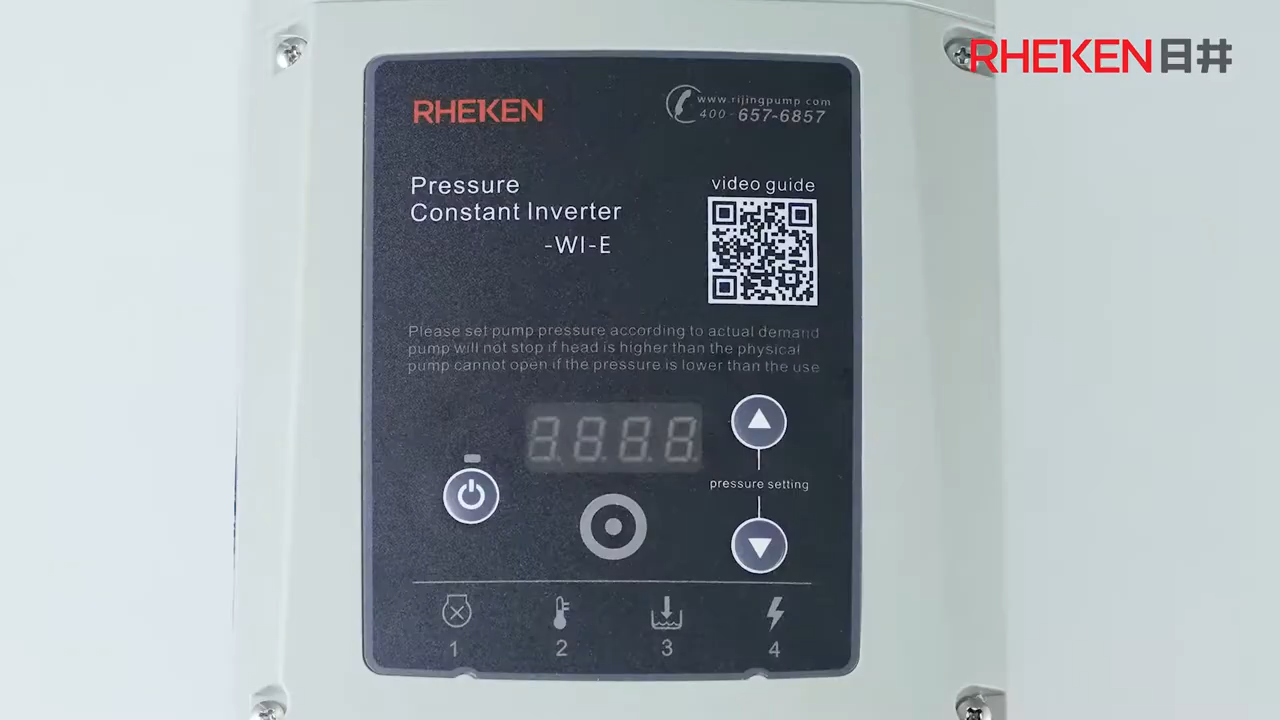 RHEKEN日井
RHEKEN
www.rijingpump com
400-657-6857
Pressure
Constant Inverter
-WI-E
video guide
Please set pump pressure according to actual demand
pump will not stop if head is higher than the physical
pump cannot open if the pressure is lower than the use
8.8.8.8.
pressure setting
1
2
3
4